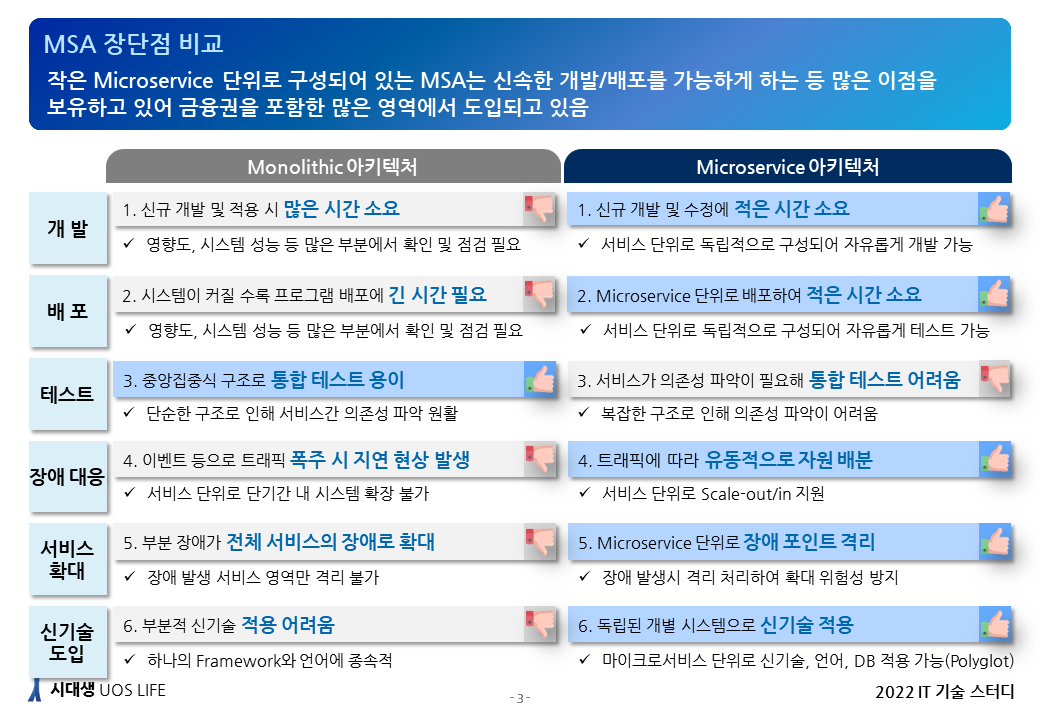 MSA 장단점 비교
작은 Microservice 단위로 구성되어 있는 MSA는 신속한 개발/배포를 가능하게 하는 등 많은 이점을
보유하고 있어 금융권을 포함한 많은 영역에서 도입되고 있음
Monolithic 아키텍처
Microservice 아키텍처
개 발
1. 신규 개발 및 적용 시 많은 시간 소요
✓ 영향도, 시스템 성능 등 많은 부분에서 확인 및 점검 필요
1. 신규 개발 및 수정에 적은 시간 소요
✓ 서비스 단위로 독립적으로 구성되어 자유롭게 개발 가능
배 포
2. 시스템이 커질 수록 프로그램 배포에 긴 시간 필요
✓ 영향도, 시스템 성능 등 많은 부분에서 확인 및 점검 필요
2. Microservice 단위로 배포하여 적은 시간 소요
✓ 서비스 단위로 독립적으로 구성되어 자유롭게 테스트 가능
테스트
3. 중앙집중식 구조로 통합 테스트 용이
✓ 단순한 구조로 인해 서비스간 의존성 파악 원활
3. 서비스가 의존성 파악이 필요해 통합 테스트 어려움
✓ 복잡한 구조로 인해 의존성 파악이 어려움
장애 대응
4. 이벤트 등으로 트래픽 폭주 시 지연 현상 발생
✓ 서비스 단위로 단기간 내 시스템 확장 불가
4. 트래픽에 따라 유동적으로 자원 배분
✓ 서비스 단위로 Scale-out/in 지원
서비스
확대
5. 부분 장애가 전체 서비스의 장애로 확대
✓ 장애 발생 서비스 영역만 격리 불가
5. Microservice 단위로 장애 포인트 격리
✓ 장애 발생시 격리 처리하여 확대 위험성 방지
신기술
도입
6. 부분적 신기술 적용 어려움
✓ 하나의 Framework와 언어에 종속적
6. 독립된 개별 시스템으로 신기술 적용
✓ 마이크로서비스 단위로 신기술, 언어, DB 적용 가능(Polyglot)
시대생 UOS LIFE
- 3 -
2022 IT 기술 스터디